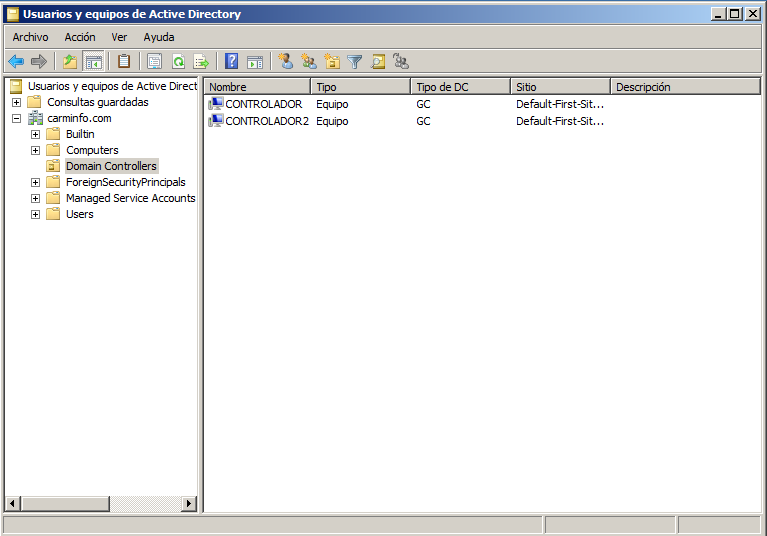 Usuarios y equipos de Active Directory
Archivo Acción Ver Ayuda
Usuarios y equipos de Active Direct
Consultas guardadas
carminfo.com
Builtin
Computers
Domain Controllers
ForeignSecurityPrincipals
Managed Service Accounts
Users
Nombre Tipo Tipo de DC Sitio Descripción
CONTROLADOR Equipo GC Default-First-Sit...
CONTROLADOR2 Equipo GC Default-First-Sit...